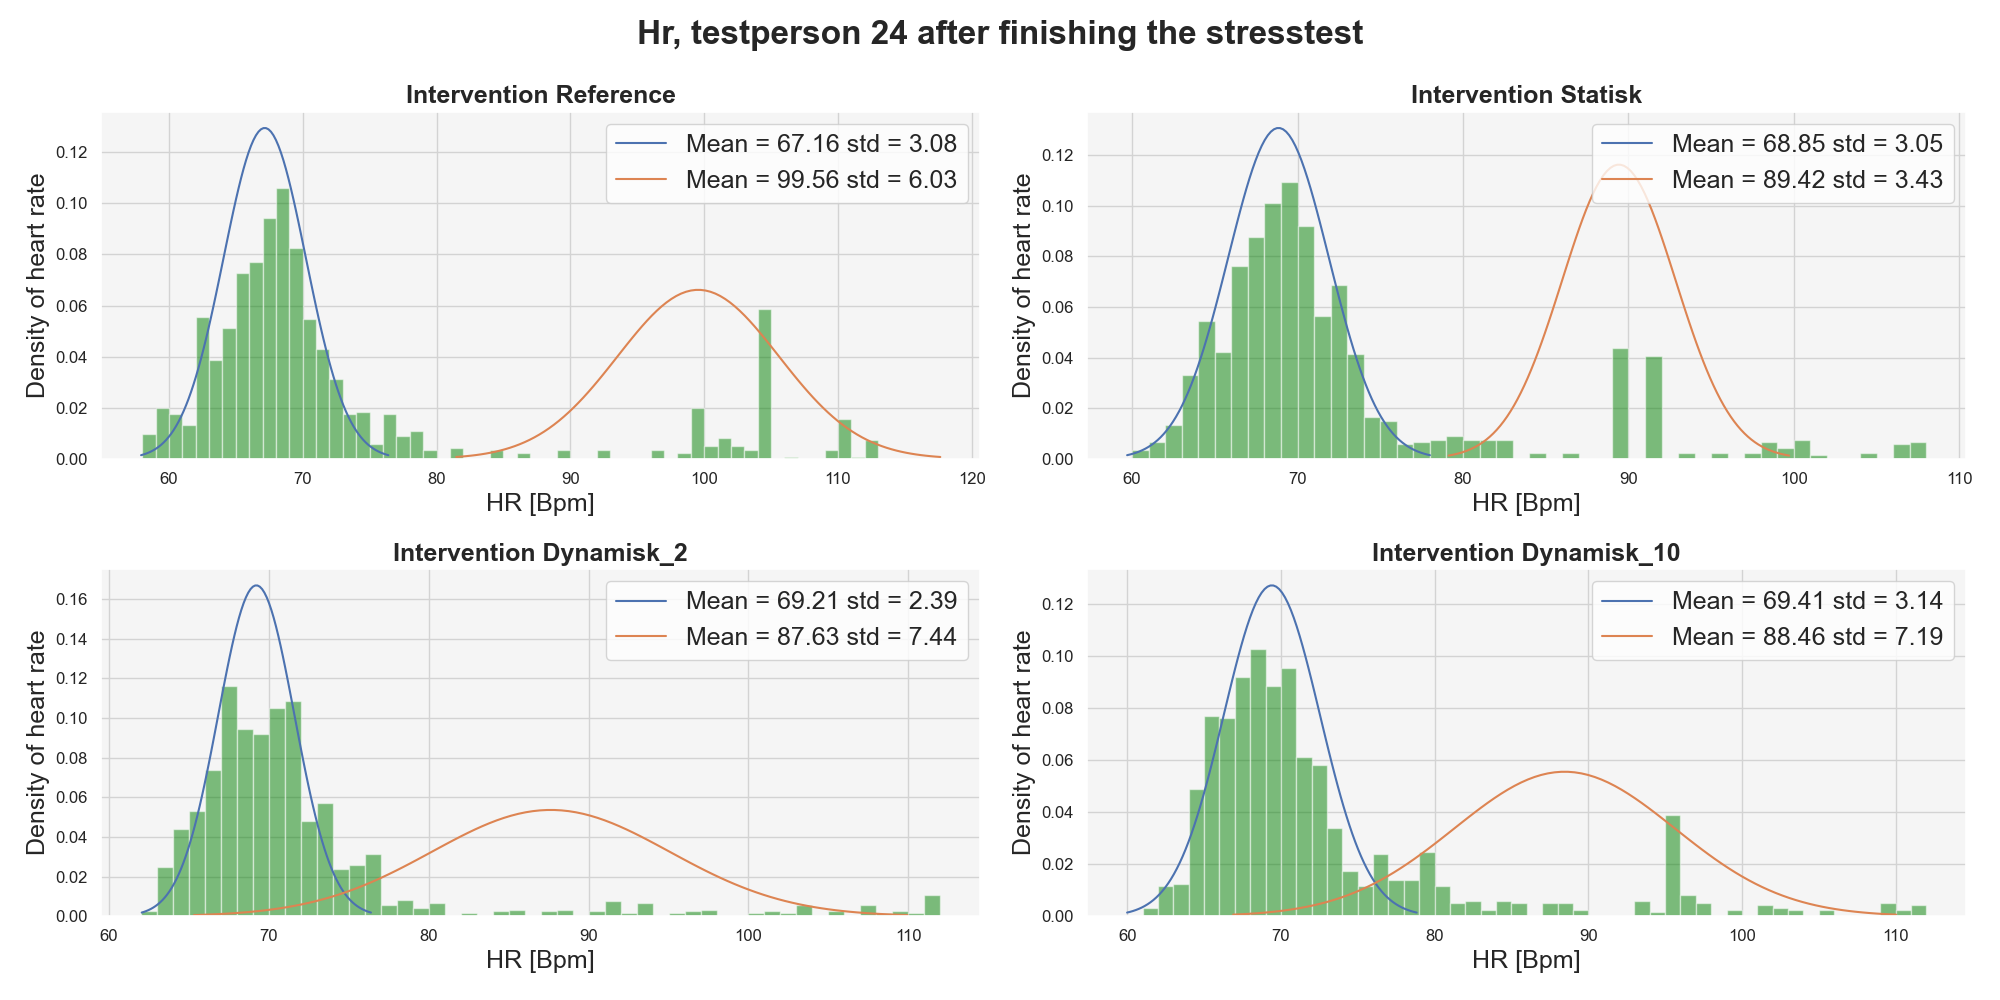 Hr, testperson 24 after finishing the stresstest
Intervention Reference
Mean = 67.16 std = 3.08
Mean = 99.56 std = 6.03
Density of heart rate
0.12
0.10
0.08
0.06
0.04
0.02
0.00
60 70 80 90 100 110 120
HR [Bpm]
Intervention Statisk
Mean = 68.85 std = 3.05
Mean = 89.42 std = 3.43
Density of heart rate
0.12
0.10
0.08
0.06
0.04
0.02
0.00
60 70 80 90 100 110
HR [Bpm]
Intervention Dynamisk_2
Mean = 69.21 std = 2.39
Mean = 87.63 std = 7.44
Density of heart rate
0.16
0.14
0.12
0.10
0.08
0.06
0.04
0.02
0.00
60 70 80 90 100 110
HR [Bpm]
Intervention Dynamisk_10
Mean = 69.41 std = 3.14
Mean = 88.46 std = 7.19
Density of heart rate
0.12
0.10
0.08
0.06
0.04
0.02
0.00
60 70 80 90 100 110
HR [Bpm]